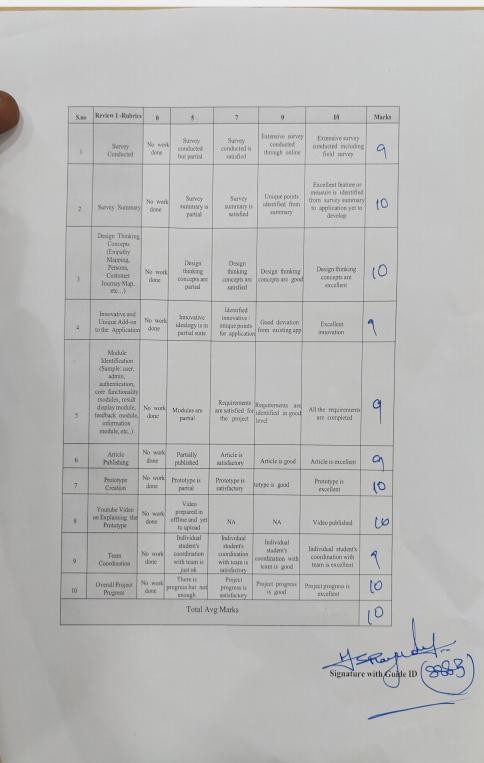 S.no Review 1 -Rubrics 0 5 7 9 10 Marks
1 Survey Conducted No work done Survey conducted but partial Survey conducted is satisfied Extensive survey conducted through online Extensive survey conducted including field survey 9
2 Survey Summary No work done Survey summary is partial Survey summary is satisfied Unique points identified from summary Excellent feature or measure is identified from survey summary to application yet to develop 10
3 Design Thinking Concepts (Empathy Mapping, Persona, Customer Journey Map, etc...) No work done Design thinking concepts are partial Design thinking concepts are satisfied Design thinking concepts are good Design thinking concepts are excellent 10
4 Innovative and Unique Add-on to the Application No work done Innovative ideology is in partial state Identified innovative / unique points for application Good deviation from existing app Excellent innovation 9
5 Module Identification (Sample: user, admin, authentication, core functionality modules, result display module, feedback module, information module, etc..) No work done Modules are partial Requirements are satisfied for the project Requirements are identified in good level All the requirements are completed 9
6 Article Publishing No work done Partially published Article is satisfactory Article is good Article is excellent 9
7 Prototype Creation No work done Prototype is partial Prototype is satisfactory totype is good Prototype is excellent 10
8 Youtube Video on Explaining the Prototype No work done Video prepared in offline and yet to upload NA NA Video published 10
9 Team Coordination No work done Individual student's coordination with team is just ok Individual student's coordination with team is satisfactory Individual student's coordination with team is good Individual student's coordination with team is excellent 9
10 Overall Project Progress No work done There is progress but not enough Project progress is satisfactory Project progress is good Project progress is excellent 10
Total Avg Marks 10
Signature with Guide ID (8883)